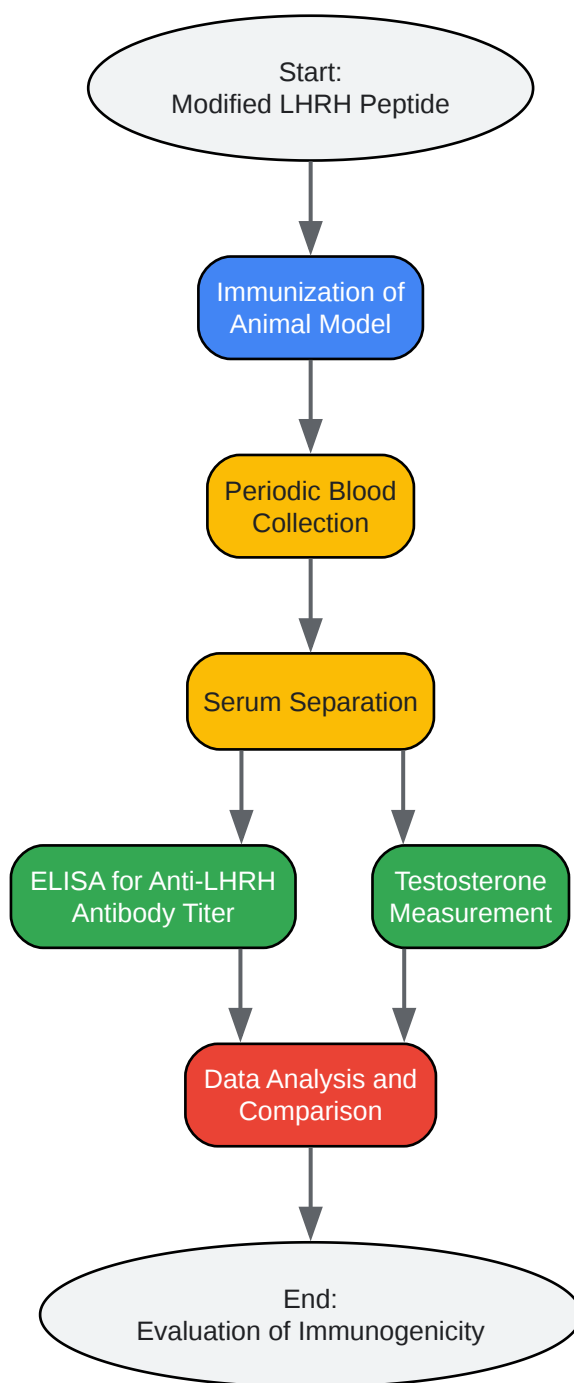 Start:
Modified LHRH Peptide
Immunization of
Animal Model
Periodic Blood
Collection
Serum Separation
ELISA for Anti-LHRH
Antibody Titer
Testosterone
Measurement
Data Analysis and
Comparison
End:
Evaluation of Immunogenicity